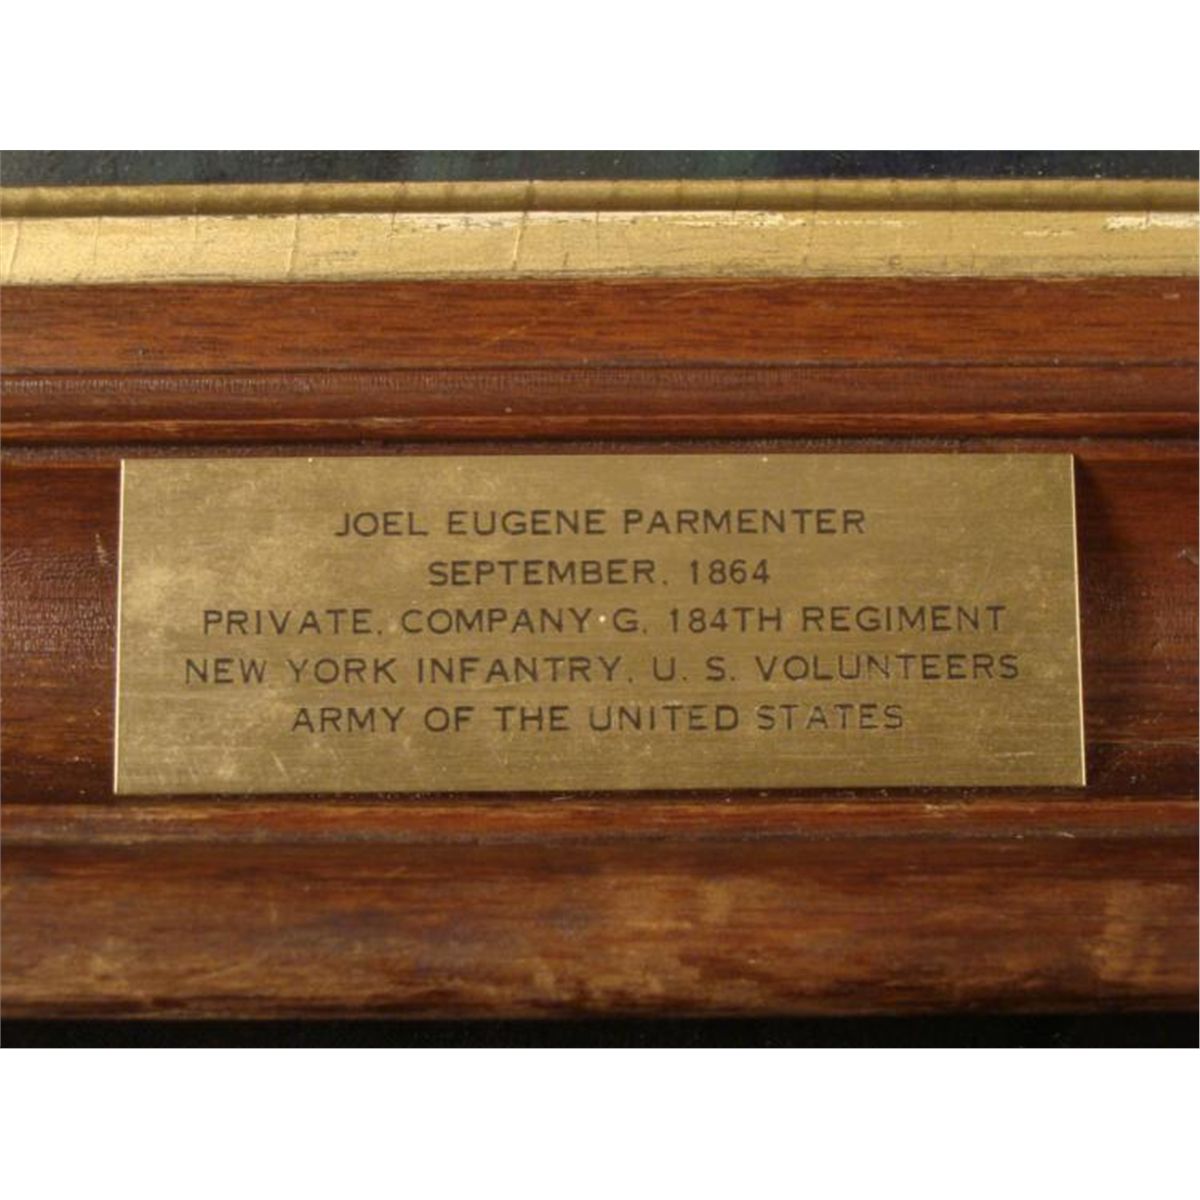 JOEL EUGENE PARMENTER
SEPTEMBER, 1864
PRIVATE, COMPANY G, 184TH REGIMENT
NEW YORK INFANTRY, U. S. VOLUNTEERS
ARMY OF THE UNITED STATES